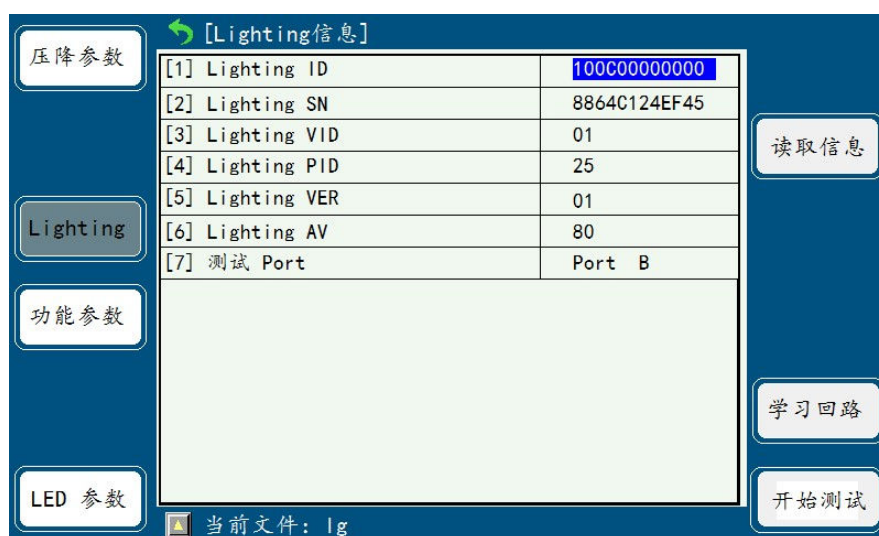 [Lighting信息]
压降参数
[1] Lighting ID 100C00000000
[2] Lighting SN 8864C124EF45
[3] Lighting VID 01
读取信息
[4] Lighting PID 25
[5] Lighting VER 01
Lighting
[6] Lighting AV 80
[7] 测试 Port Port B
功能参数
学习回路
LED 参数
开始测试
当前文件: lg